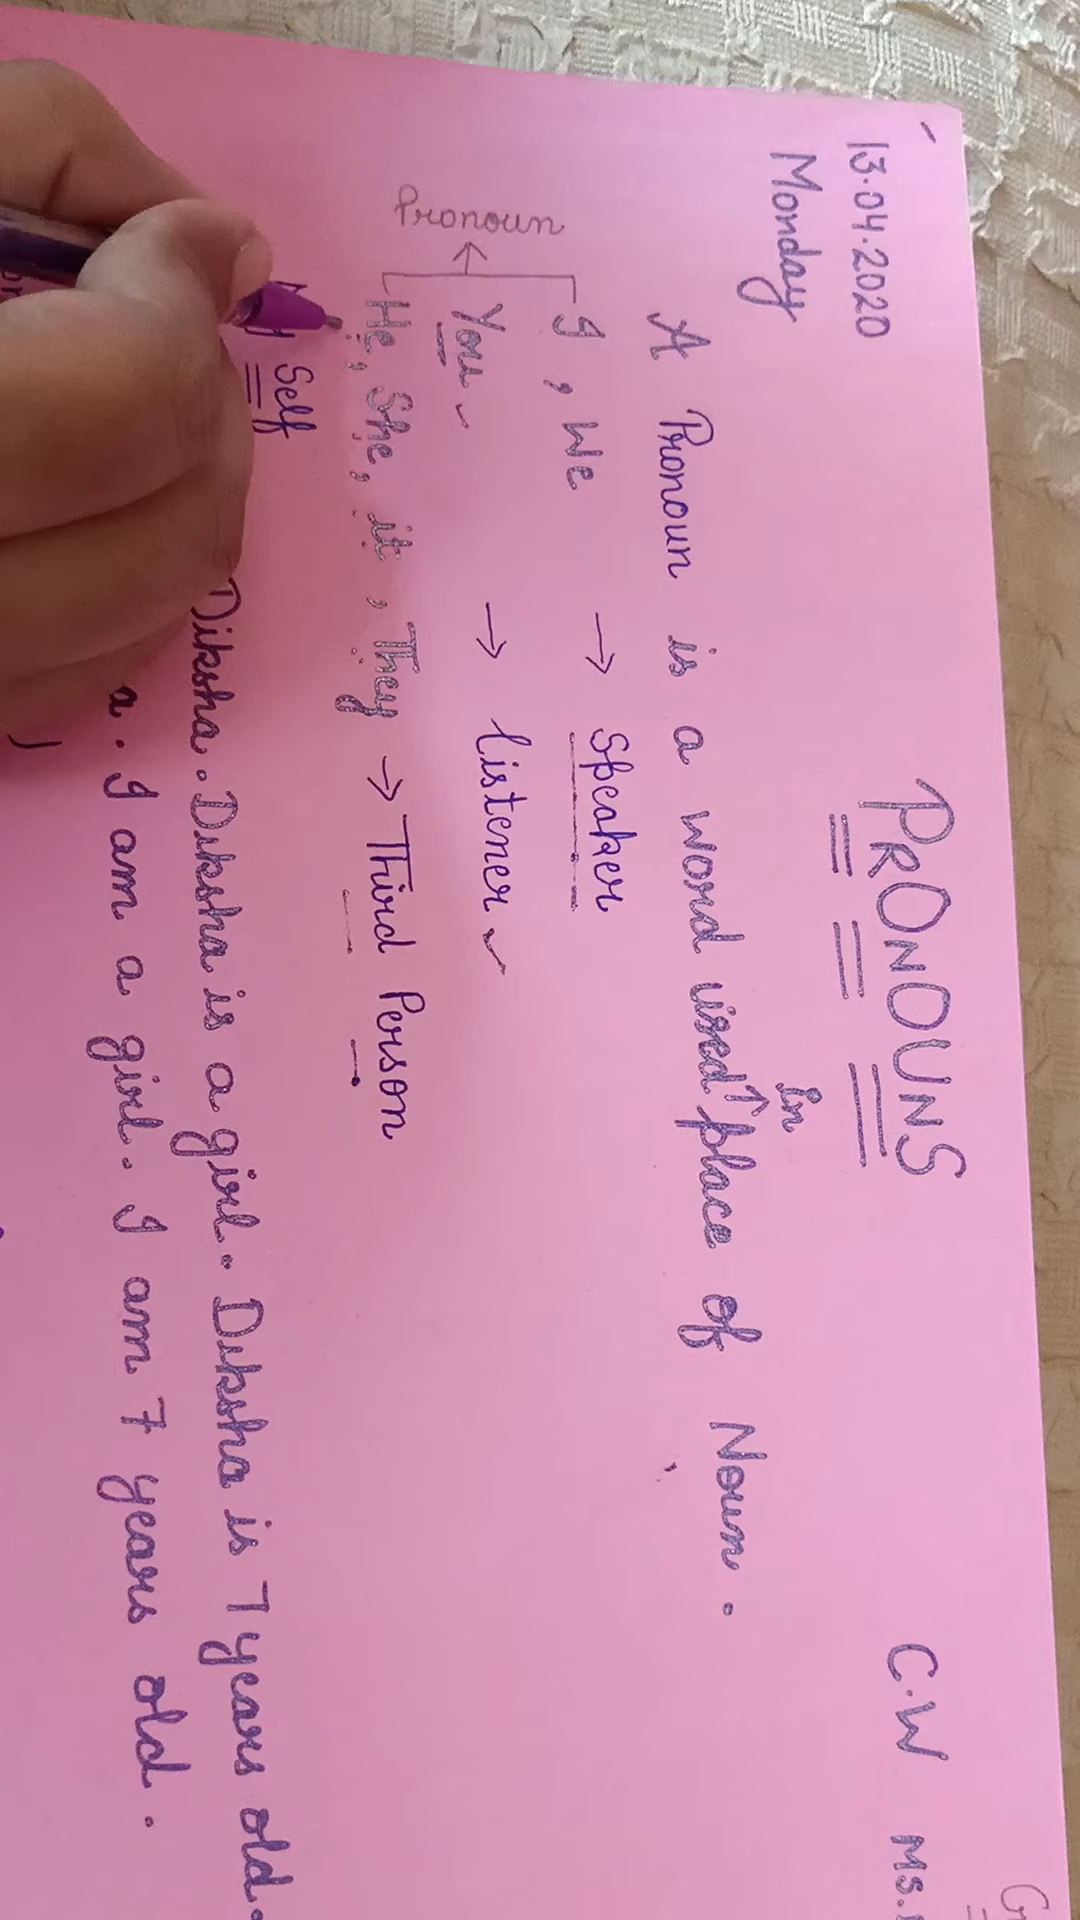 13.04.2020 C.W Ms.
Monday
PRONOUNS
in
A Pronoun is a word used ↑ place of Noun.
Pronoun
I, We → Speaker
You ✓ → listener ✓
He, She, it, They → Third Person
Self
Diksha. Diksha is a girl. Diksha is 7 years old.
a. I am a girl. I am 7 years old.